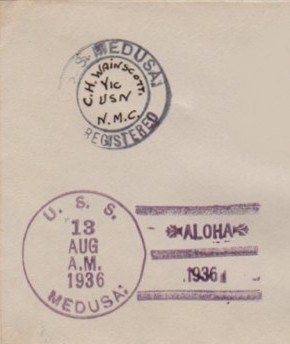 U. S. S. MEDUSA
C.H. WAINSCOTT.
Y1C
USN
N.M.C.
REGISTERED
U. S. S.
13
AUG
A.M.
1936
MEDUSA
ALOHA
1936